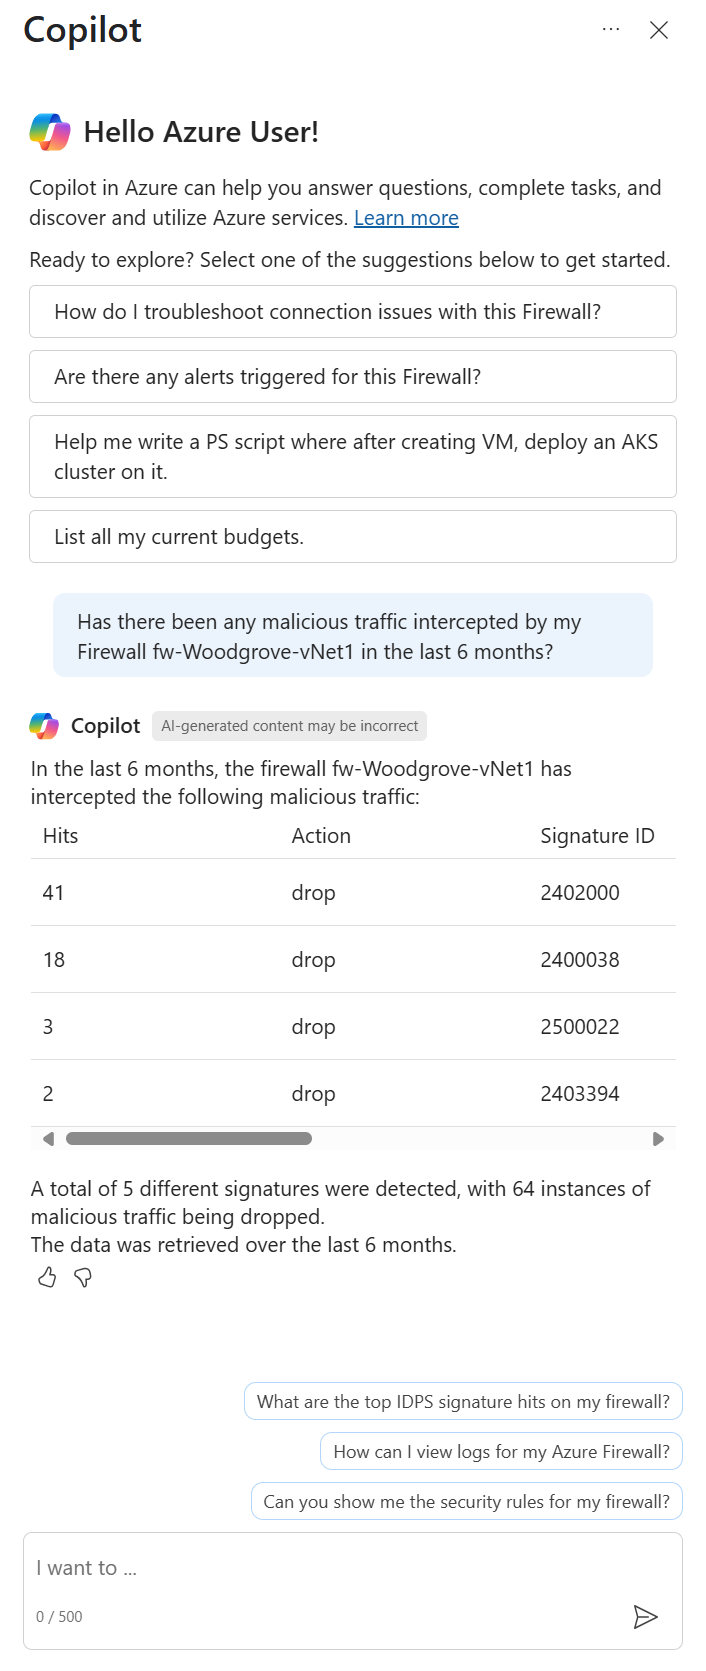 Copilot
Hello Azure User!
Copilot in Azure can help you answer questions, complete tasks, and
discover and utilize Azure services. Learn more
Ready to explore? Select one of the suggestions below to get started.
How do I troubleshoot connection issues with this Firewall?
Are there any alerts triggered for this Firewall?
Help me write a PS script where after creating VM, deploy an AKS
cluster on it.
List all my current budgets.
Has there been any malicious traffic intercepted by my
Firewall fw-Woodgrove-vNet1 in the last 6 months?
Copilot AI-generated content may be incorrect
In the last 6 months, the firewall fw-Woodgrove-vNet1 has
intercepted the following malicious traffic:
Hits Action Signature ID
41 drop 2402000
18 drop 2400038
3 drop 2500022
2 drop 2403394
A total of 5 different signatures were detected, with 64 instances of
malicious traffic being dropped.
The data was retrieved over the last 6 months.
What are the top IDPS signature hits on my firewall?
How can I view logs for my Azure Firewall?
Can you show me the security rules for my firewall?
I want to ...
0 / 500